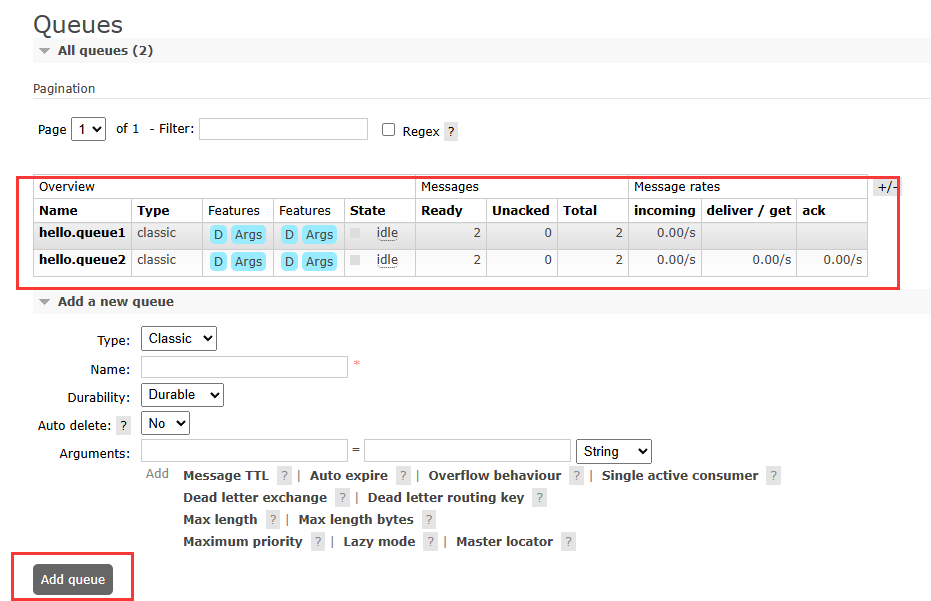 Queues
All queues (2)
Pagination
Page 1 of 1 - Filter: Regex ?
Overview Messages Message rates +/-
Name Type Features Features State Ready Unacked Total incoming deliver / get ack
hello.queue1 classic D Args D Args idle 2 0 2 0.00/s
hello.queue2 classic D Args D Args idle 2 0 2 0.00/s 0.00/s 0.00/s
Add a new queue
Type: Classic
Name: *
Durability: Durable
Auto delete: ? No
Arguments: = String
Add Message TTL ? | Auto expire ? | Overflow behaviour ? | Single active consumer ?
Dead letter exchange ? | Dead letter routing key ?
Max length ? | Max length bytes ?
Maximum priority ? | Lazy mode ? | Master locator ?
Add queue